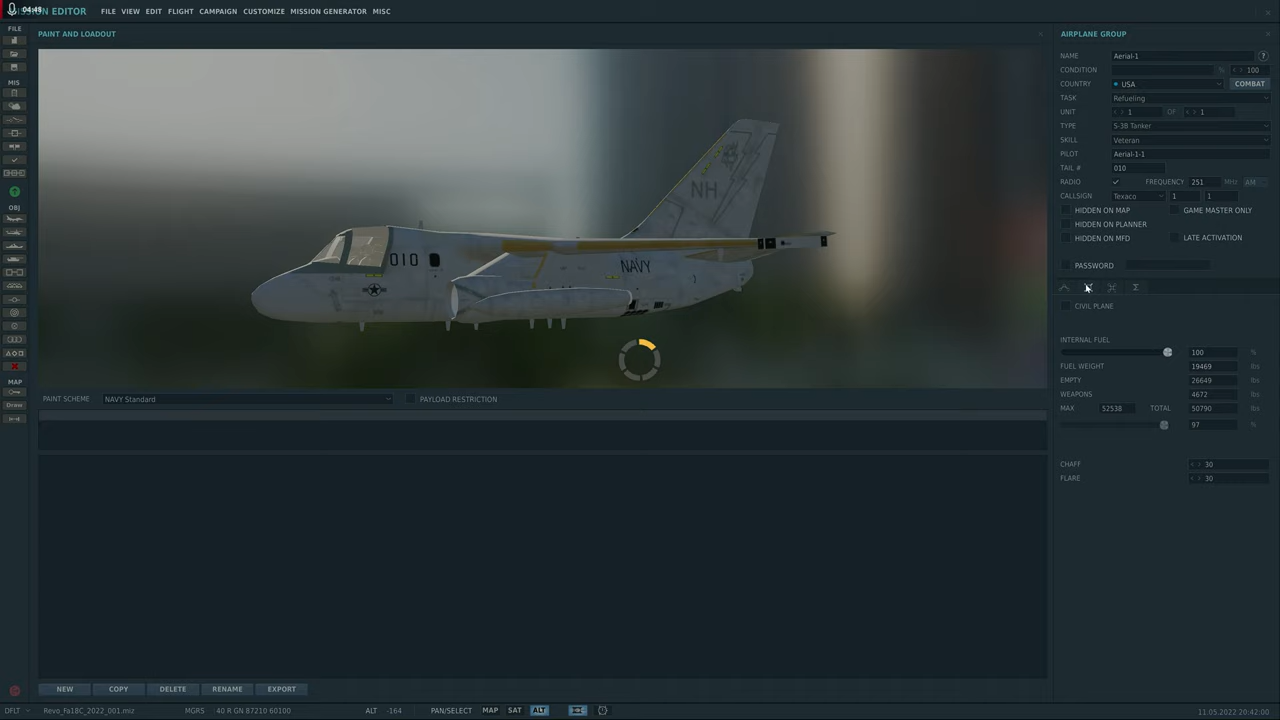 04:48
MISSION EDITOR
FILE VIEW EDIT FLIGHT CAMPAIGN CUSTOMIZE MISSION GENERATOR MISC
FILE
MIS
OBJ
MAP
Draw
PAINT AND LOADOUT
NH
010
NAVY
PAINT SCHEME NAVY Standard PAYLOAD RESTRICTION
NEW COPY DELETE RENAME EXPORT
AIRPLANE GROUP
NAME Aerial-1 ?
CONDITION % < > 100
COUNTRY USA COMBAT
TASK Refueling
UNIT < > 1 OF < > 1
TYPE S-3B Tanker
SKILL Veteran
PILOT Aerial-1-1
TAIL # 010
RADIO FREQUENCY 251 MHz AM
CALLSIGN Texaco 1 1
HIDDEN ON MAP GAME MASTER ONLY
HIDDEN ON PLANNER
HIDDEN ON MFD LATE ACTIVATION
PASSWORD
Σ
CIVIL PLANE
INTERNAL FUEL
100 %
FUEL WEIGHT 19469 lbs
EMPTY 26649 lbs
WEAPONS 4672 lbs
MAX 52538 TOTAL 50790 lbs
97 %
CHAFF < > 30
FLARE < > 30
DFLT Revo_Fa18C_2022_001.miz MGRS 40 R GN 87210 60100 ALT -164 PAN/SELECT MAP SAT ALT 11.05.2022 20:42:00